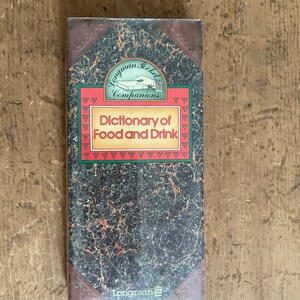 Longman Pocket
Companions
Dictionary of
Food and Drink
Longman